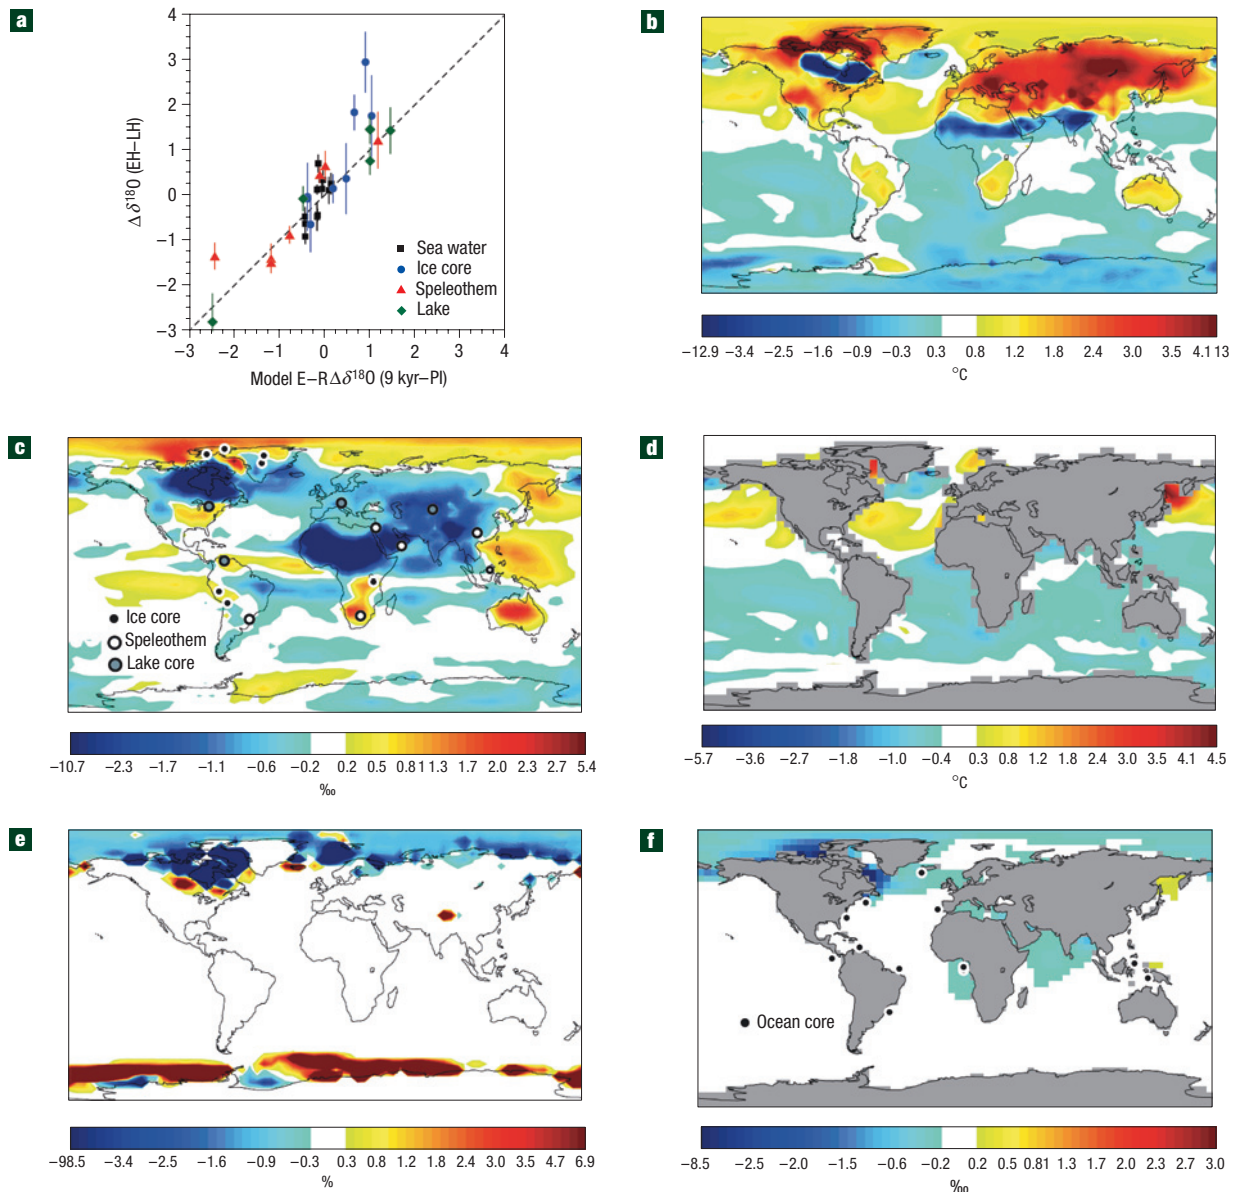 a
4
3
2
1
0
−1
−2
−3
Δ δ18O (EH–LH)
−3 −2 −1 0 1 2 3 4
Model E–R Δδ18O (9 kyr–PI)
Sea water
Ice core
Speleothem
Lake
b
−12.9 −3.4 −2.5 −1.6 −0.9 −0.3 0.3 0.8 1.2 1.8 2.4 3.0 3.5 4.1 13
°C
c
Ice core
Speleothem
Lake core
−10.7 −2.3 −1.7 −1.1 −0.6 −0.2 0.2 0.5 0.81 1.3 1.7 2.0 2.3 2.7 5.4
‰
d
−5.7 −3.6 −2.7 −1.8 −1.0 −0.4 0.3 0.8 1.2 1.8 2.4 3.0 3.5 4.1 4.5
°C
e
−98.5 −3.4 −2.5 −1.6 −0.9 −0.3 0.3 0.8 1.2 1.8 2.4 3.0 3.5 4.7 6.9
%
f
Ocean core
−8.5 −2.5 −2.0 −1.5 −0.6 −0.2 0.2 0.5 0.81 1.3 1.7 2.0 2.3 2.7 3.0
‰